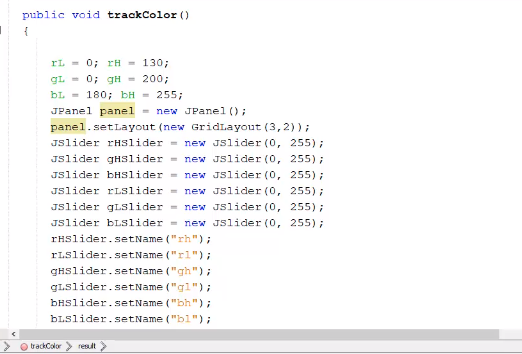 public void trackColor()
{
rL = 0; rH = 130;
gL = 0; gH = 200;
bL = 180; bH = 255;
JPanel panel = new JPanel();
panel.setLayout(new GridLayout(3,2));
JSlider rHSlider = new JSlider(0, 255);
JSlider gHSlider = new JSlider(0, 255);
JSlider bHSlider = new JSlider(0, 255);
JSlider rLSlider = new JSlider(0, 255);
JSlider gLSlider = new JSlider(0, 255);
JSlider bLSlider = new JSlider(0, 255);
rHSlider.setName("rh");
rLSlider.setName("rl");
gHSlider.setName("gh");
gLSlider.setName("gl");
bHSlider.setName("bh");
bLSlider.setName("bl");
trackColor result